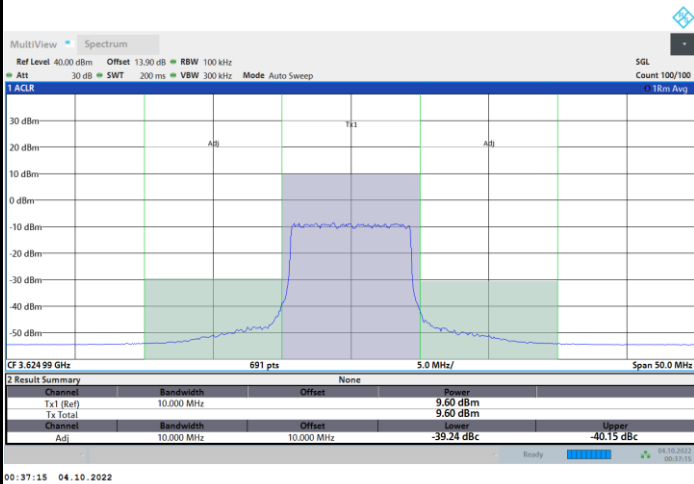 MultiView Spectrum
Ref Level 40.00 dBm Offset 13.90 dB RBW 100 kHz SGL
Att 30 dB SWT 200 ms VBW 300 kHz Mode Auto Sweep Count 100/100
1 ACLR 1Rm Avg
30 dBm
Tx1
20 dBm
Adj Adj
10 dBm
0 dBm
-10 dBm
-20 dBm
-30 dBm
-40 dBm
-50 dBm
CF 3.62499 GHz 691 pts 5.0 MHz/ Span 50.0 MHz
2 Result Summary None
Channel Bandwidth Offset Power
Tx1 (Ref) 10.000 MHz 9.60 dBm
Tx Total 9.60 dBm
Channel Bandwidth Offset Lower Upper
Adj 10.000 MHz 10.000 MHz -39.24 dBc -40.15 dBc
Ready 04.10.2022
00:37:15
00:37:15 04.10.2022